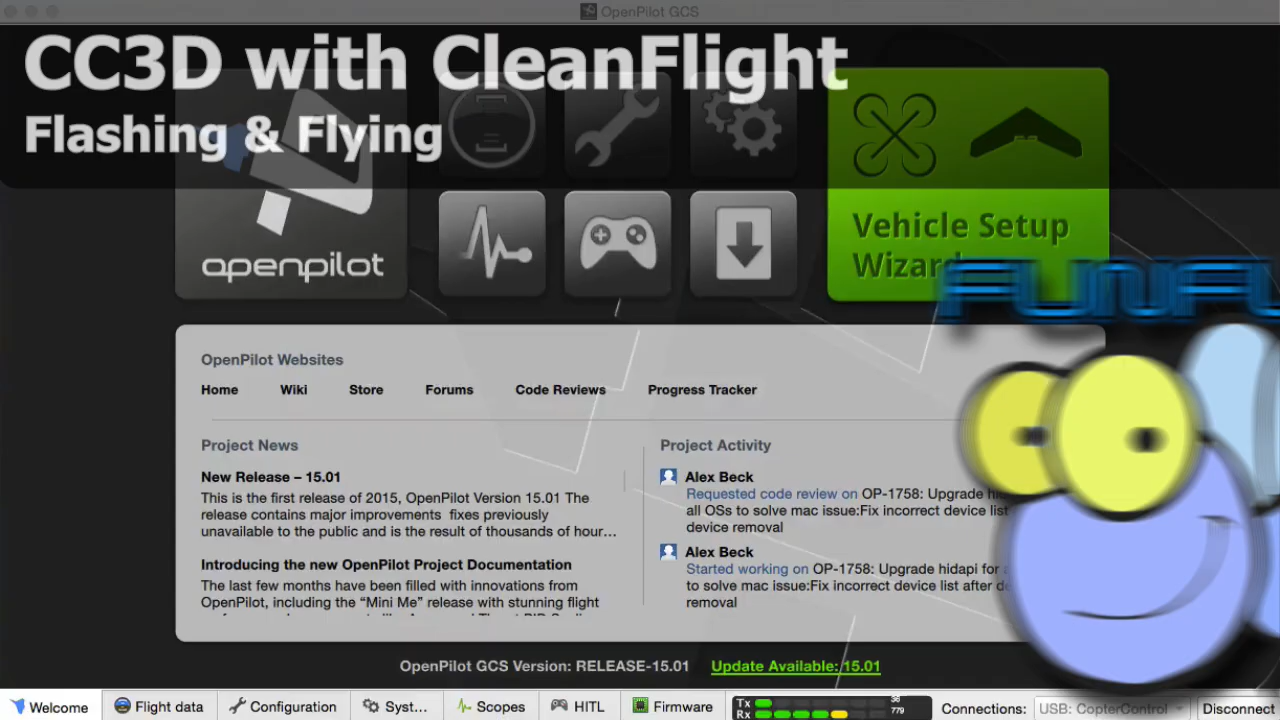 OpenPilot GCS
CC3D with CleanFlight
Flashing & Flying
openpilot
Vehicle Setup
Wizard
OpenPilot Websites
Home Wiki Store Forums Code Reviews Progress Tracker
Project News
New Release – 15.01
This is the first release of 2015, OpenPilot Version 15.01 The
release contains major improvements fixes previously
unavailable to the public and is the result of thousands of hour...
Introducing the new OpenPilot Project Documentation
The last few months have been filled with innovations from
OpenPilot, including the “Mini Me” release with stunning flight
Project Activity
Alex Beck
Requested code review on OP-1758: Upgrade
all OSs to solve mac issue:Fix incorrect device list
device removal
Alex Beck
Started working on OP-1758: Upgrade hidapi for
to solve mac issue:Fix incorrect device list after
removal
OpenPilot GCS Version: RELEASE-15.01 Update Available: 15.01
Welcome Flight data Configuration Syst... Scopes HITL Firmware
Tx
Rx 779
Connections: USB: CopterControl Disconnect